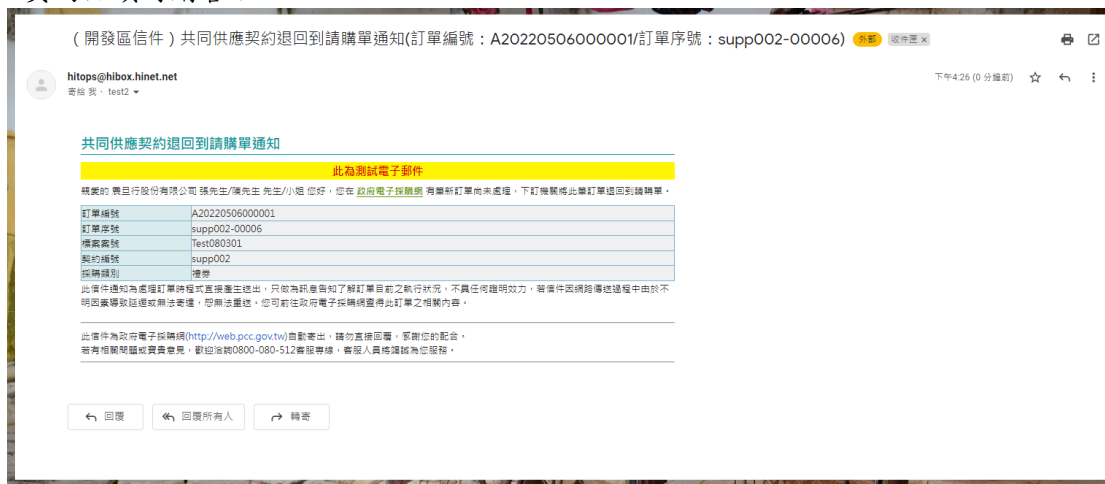 (開發區信件)共同供應契約退回到請購單通知(訂單編號:A20220506000001/訂單序號:supp002-00006) 外部 收件匣 ×
hitops@hibox.hinet.net
下午4:26 (0 分鐘前)
寄給 我、test2
共同供應契約退回到請購單通知
此為測試電子郵件
親愛的 震旦行股份有限公司 張先生/陳先生 先生/小姐 您好,您在 政府電子採購網 有筆新訂單尚未處理,下訂機關將此筆訂單退回到請購單。
訂單編號 A20220506000001
訂單序號 supp002-00006
標案案號 Test080301
契約編號 supp002
採購類別 禮券
此信件通知為處理訂單時程式直接產生送出,只做為訊息告知了解訂單目前之執行狀況,不具任何證明效力,若信件因網路傳送過程中由於不
明因素導致延遲或無法寄達,恕無法重送。您可前往政府電子採購網查得此訂單之相關內容。
此信件為政府電子採購網(http://web.pcc.gov.tw)自動寄出,請勿直接回覆,感謝您的配合。
若有相關問題或寶貴意見,歡迎洽詢0800-080-512客服專線,客服人員將竭誠為您服務。
回覆
回覆所有人
轉寄